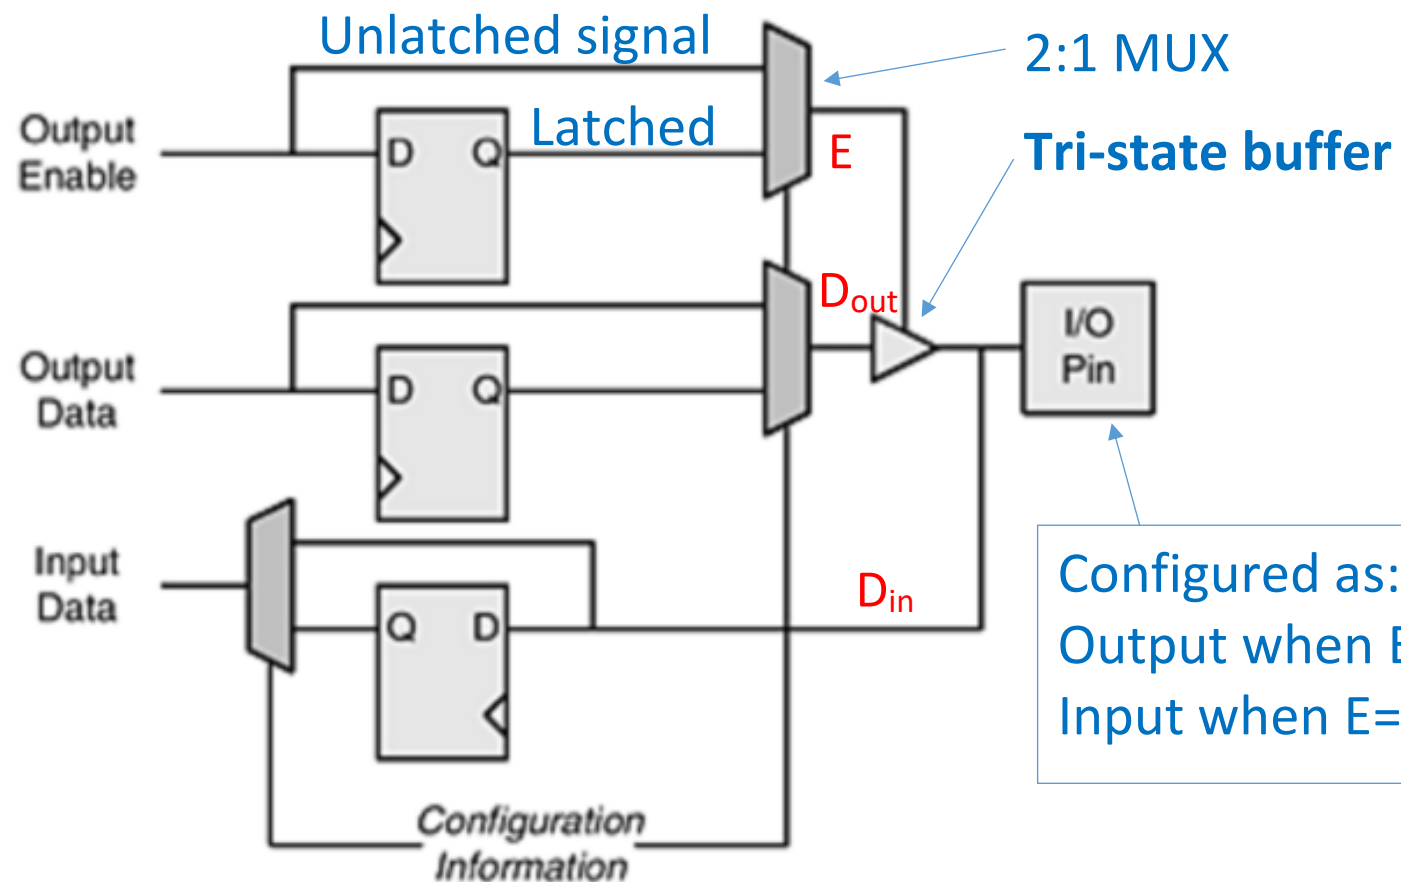 Unlatched signal
2:1 MUX
Output
Enable
D Q
Latched
E
Tri-state buffer
Dout
Output
Data
D Q
I/O
Pin
Input
Data
Q D
Din
Configured as:
Output when E
Input when E=
Configuration
Information